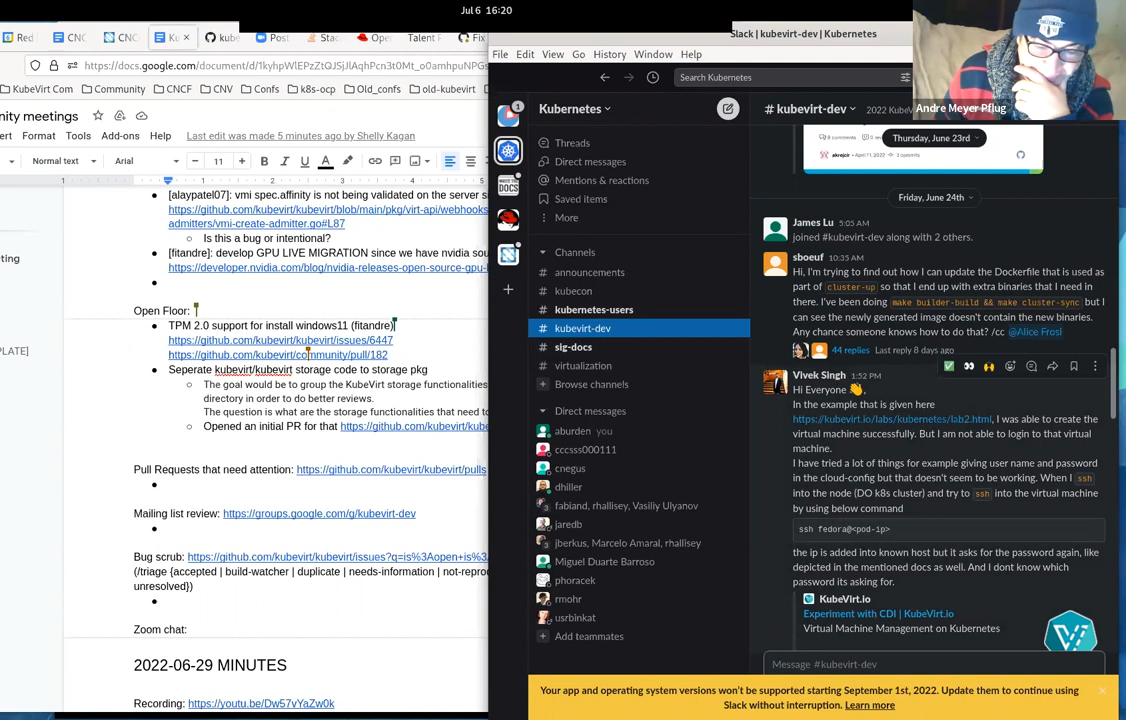 Jul 6 16:20
Red
CNC
CNC
Ku
kube
Post
Stac
Ope
Talent F
Fix
https://docs.google.com/document/d/1kyhpWlEPzZtQJSjJlAqhPcn3t0Mt_o0amhpuNPGs
KubeVirt Com
Community
CNCF
CNV
Confs
k8s-ocp
Old_confs
old-kubevirt
nity meetings
ert Format Tools Add-ons Help Last edit was made 5 minutes ago by Shelly Kagan
Normal text Arial 11
[alaypatel07]: vmi spec.affinity is not being validated on the server s
https://github.com/kubevirt/kubevirt/blob/main/pkg/virt-api/webhooks
admitters/vmi-create-admitter.go#L87
Is this a bug or intentional?
[fitandre]: develop GPU LIVE MIGRATION since we have nvidia sou
https://developer.nvidia.com/blog/nvidia-releases-open-source-gpu-
eting
Open Floor:
TPM 2.0 support for install windows11 (fitandre)
https://github.com/kubevirt/kubevirt/issues/6447
PLATE]
https://github.com/kubevirt/community/pull/182
Seperate kubevirt/kubevirt storage code to storage pkg
The goal would be to group the KubeVirt storage functionalities
directory in order to do better reviews.
The question is what are the storage functionalities that need to
Opened an initial PR for that https://github.com/kubevirt/kube
Pull Requests that need attention: https://github.com/kubevirt/kubevirt/pulls
Mailing list review: https://groups.google.com/g/kubevirt-dev
Bug scrub: https://github.com/kubevirt/kubevirt/issues?q=is%3Aopen+is%3
(/triage {accepted | build-watcher | duplicate | needs-information | not-reprod
unresolved})
Zoom chat:
2022-06-29 MINUTES
Recording: https://youtu.be/Dw57vYaZw0k
Slack | kubevirt-dev | Kubernetes
File Edit View Go History Window Help
Search Kubernetes
1
Kubernetes
Threads
Direct messages
Mentions & reactions
Saved items
More
Channels
# announcements
# kubecon
# kubernetes-users
# kubevirt-dev
# sig-docs
# virtualization
Browse channels
Direct messages
aburden you
cccsss000111
cnegus
dhiller
fabiand, rhallisey, Vasiliy Ulyanov
jaredb
jberkus, Marcelo Amaral, rhallisey
Miguel Duarte Barroso
phoracek
rmohr
usrbinkat
Add teammates
WRITE THE DOCS
# kubevirt-dev
2022 KubeV
Andre Meyer Pflug
Thursday, June 23rd
akrejcir
Friday, June 24th
James Lu 5:05 AM
joined #kubevirt-dev along with 2 others.
sboeuf 10:35 AM
Hi, I'm trying to find out how I can update the Dockerfile that is used as
part of cluster-up so that I end up with extra binaries that I need in
there. I've been doing make builder-build && make cluster-sync but I
can see the newly generated image doesn't contain the new binaries.
Any chance someone knows how to do that? /cc @Alice Frosi
44 replies Last reply 8 days ago
Vivek Singh 1:52 PM
Hi Everyone 👋,
In the example that is given here
https://kubevirt.io/labs/kubernetes/lab2.html, I was able to create the
virtual machine successfully. But I am not able to login to that virtual
machine.
I have tried a lot of things for example giving user name and password
in the cloud-config but that doesn't seem to be working. When I ssh
into the node (DO k8s cluster) and try to ssh into the virtual machine
by using below command
ssh fedora@<pod-ip>
the ip is added into known host but it asks for the password again, like
depicted in the mentioned docs as well. And I dont know which
password its asking for.
KubeVirt.io
Experiment with CDI | KubeVirt.io
Virtual Machine Management on Kubernetes
Message #kubevirt-dev
Your app and operating system versions won't be supported starting September 1st, 2022. Update them to continue using
Slack without interruption. Learn more